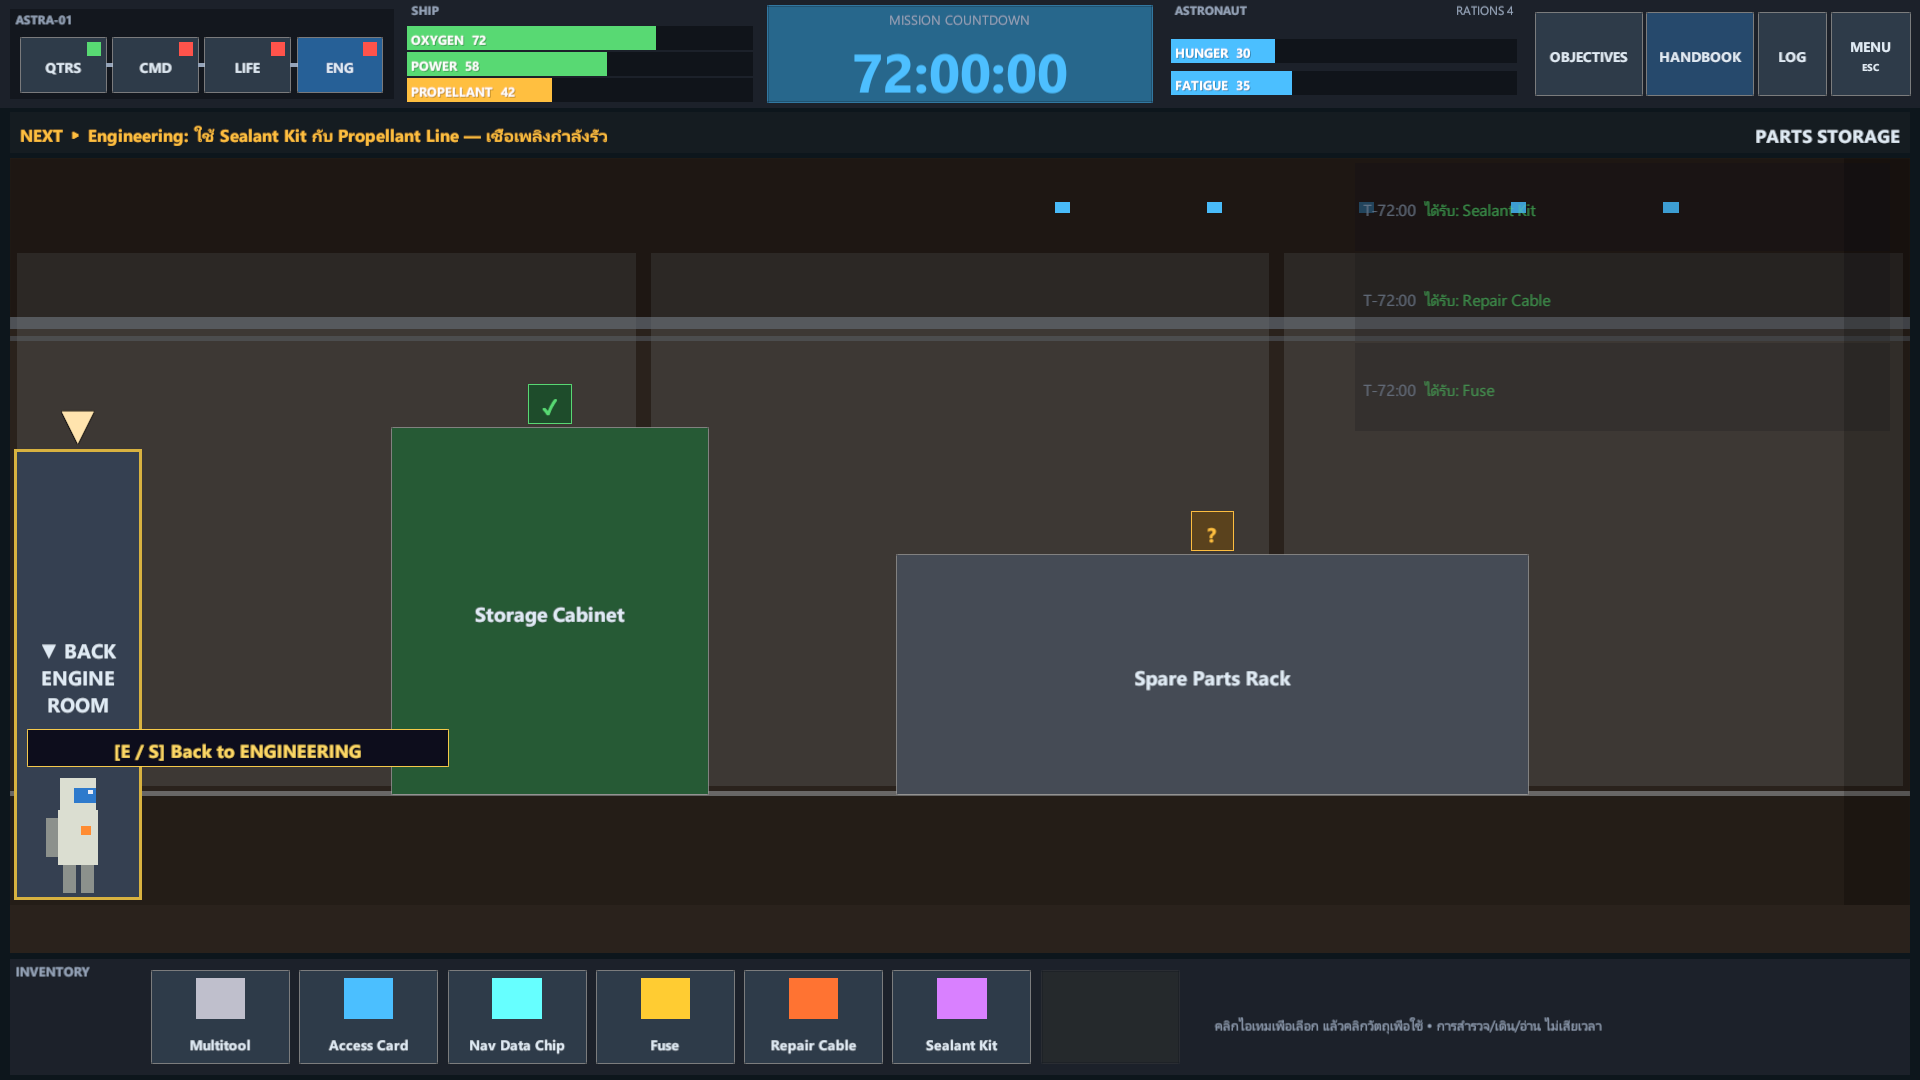 ASTRA-01
QTRS
CMD
LIFE
ENG
SHIP
OXYGEN 72
POWER 58
PROPELLANT 42
MISSION COUNTDOWN
72:00:00
ASTRONAUT
RATIONS 4
HUNGER 30
FATIGUE 35
OBJECTIVES
HANDBOOK
LOG
MENU
ESC
NEXT ▸ Engineering: ใช้ Sealant Kit กับ Propellant Line — เชื้อเพลิงกำลังรั่ว
PARTS STORAGE
T-72:00 ได้รับ: Sealant Kit
T-72:00 ได้รับ: Repair Cable
T-72:00 ได้รับ: Fuse
✓
?
Storage Cabinet
Spare Parts Rack
▼ BACK
ENGINE
ROOM
[E / S] Back to ENGINEERING
INVENTORY
Multitool
Access Card
Nav Data Chip
Fuse
Repair Cable
Sealant Kit
คลิกไอเทมเพื่อเลือก แล้วคลิกวัตถุเพื่อใช้ • การสำรวจ/เดิน/อ่าน ไม่เสียเวลา